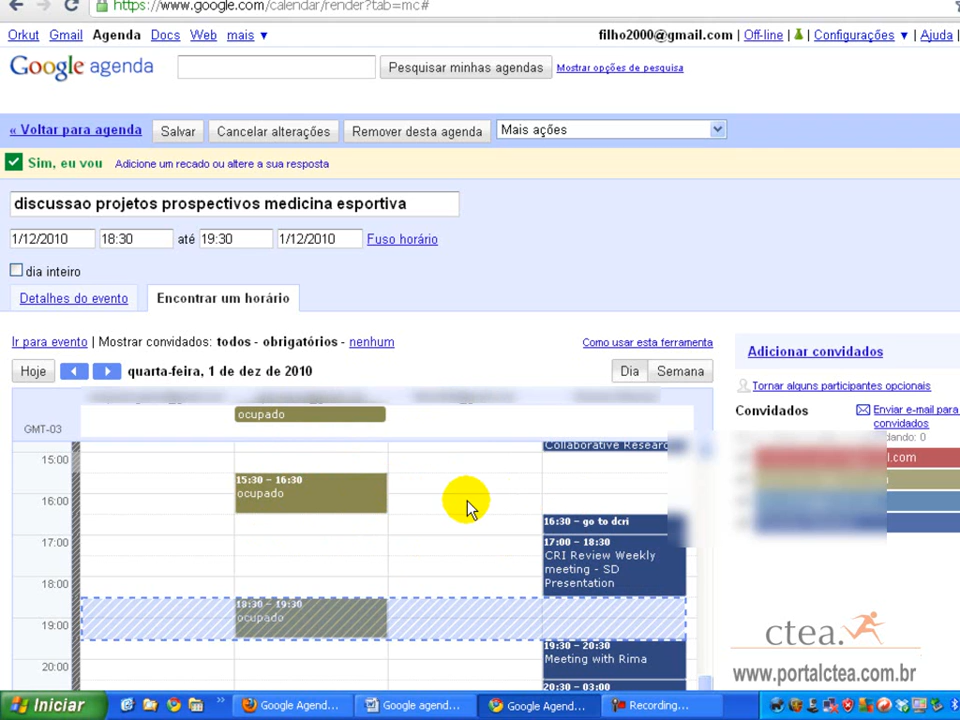 https://www.google.com/calendar/render?tab=mc#
Orkut Gmail Agenda Docs Web mais ▼ filho2000@gmail.com | Off-line | Configurações ▼ | Ajuda |
Google agenda Pesquisar minhas agendas Mostrar opções de pesquisa
« Voltar para agenda Salvar Cancelar alterações Remover desta agenda Mais ações
Sim, eu vou Adicione um recado ou altere a sua resposta
discussao projetos prospectivos medicina esportiva
1/12/2010 18:30 até 19:30 1/12/2010 Fuso horário
dia inteiro
Detalhes do evento Encontrar um horário
Ir para evento | Mostrar convidados: todos - obrigatórios - nenhum Como usar esta ferramenta
Adicionar convidados
Hoje quarta-feira, 1 de dez de 2010 Dia Semana
Tornar alguns participantes opcionais
Convidados Enviar e-mail para
convidados
ocupado
GMT-03
dando: 0
Collaborative Researc
l.com
15:00
15:30 – 16:30
ocupado
16:00
16:30 – go to dcri
17:00
17:00 – 18:30
CRI Review Weekly
meeting - SD
Presentation
18:00
18:30 – 19:30
ocupado
19:00
19:30 – 20:30
Meeting with Rima
20:00
20:30 – 03:00
ctea.
www.portalctea.com.br
Iniciar Google Agend... Google agend... Google Agend... Recording...